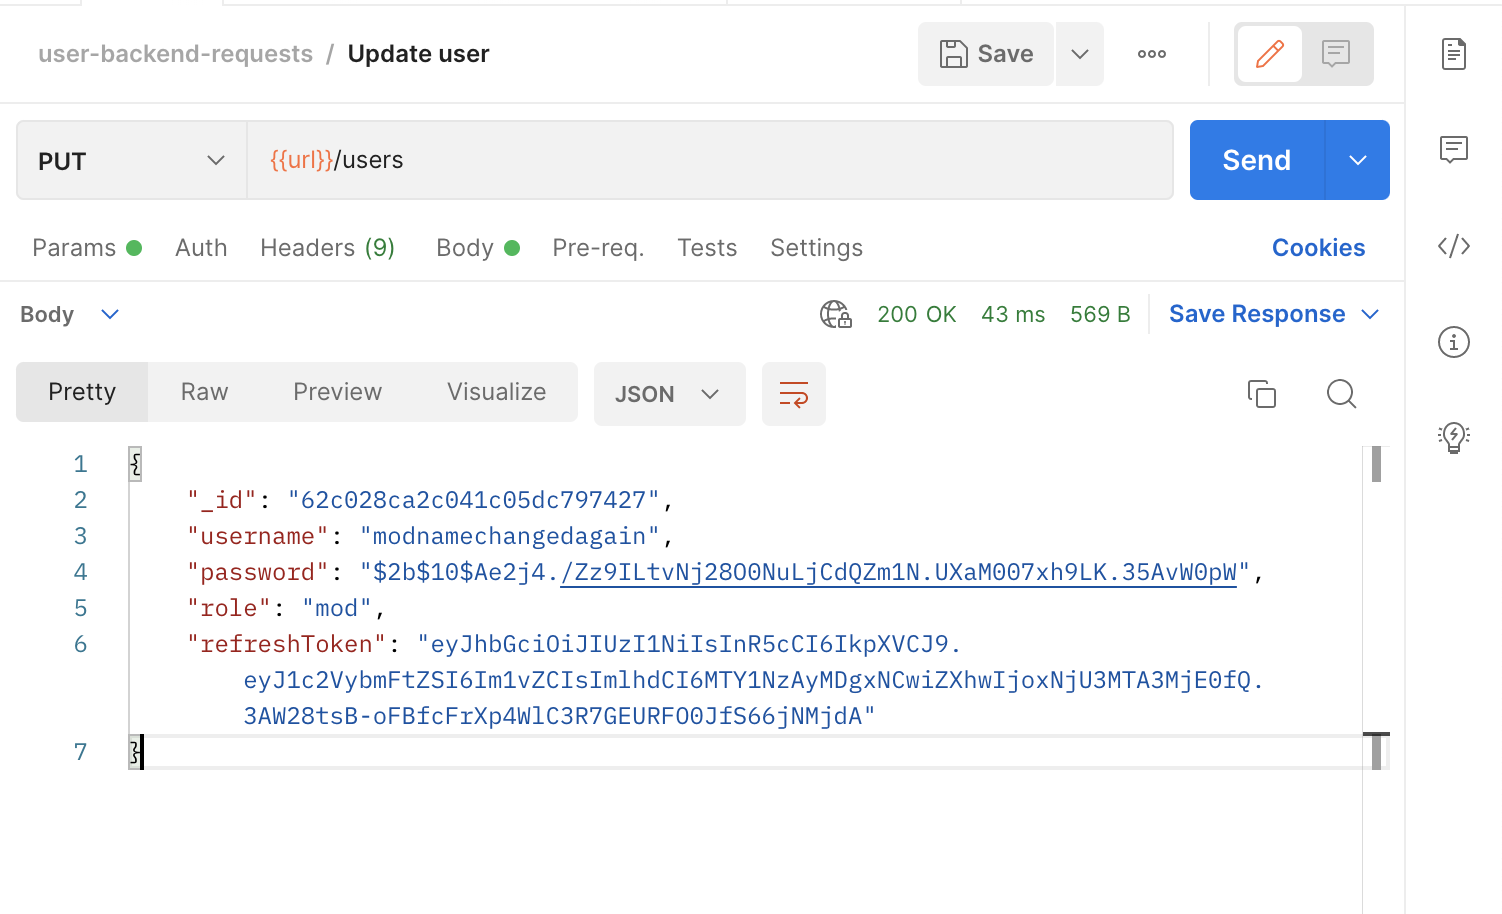 user-backend-requests / Update user
Save
PUT
{{url}}/users
Send
Params
Auth
Headers (9)
Body
Pre-req.
Tests
Settings
Cookies
Body
200 OK
43 ms
569 B
Save Response
Pretty
Raw
Preview
Visualize
JSON
1 {
2 "_id": "62c028ca2c041c05dc797427",
3 "username": "modnamechangedagain",
4 "password": "$2b$10$Ae2j4./Zz9ILtvNj28O0NuLjCdQZm1N.UXaM007xh9LK.35AvW0pW",
5 "role": "mod",
6 "refreshToken": "eyJhbGciOiJIUzI1NiIsInR5cCI6IkpXVCJ9.
eyJ1c2VybmFtZSI6Im1vZCIsImlhdCI6MTY1NzAyMDgxNCwiZXhwIjoxNjU3MTA3MjE0fQ.
3AW28tsB-oFBfcFrXp4WlC3R7GEURFO0JfS66jNMjdA"
7 }